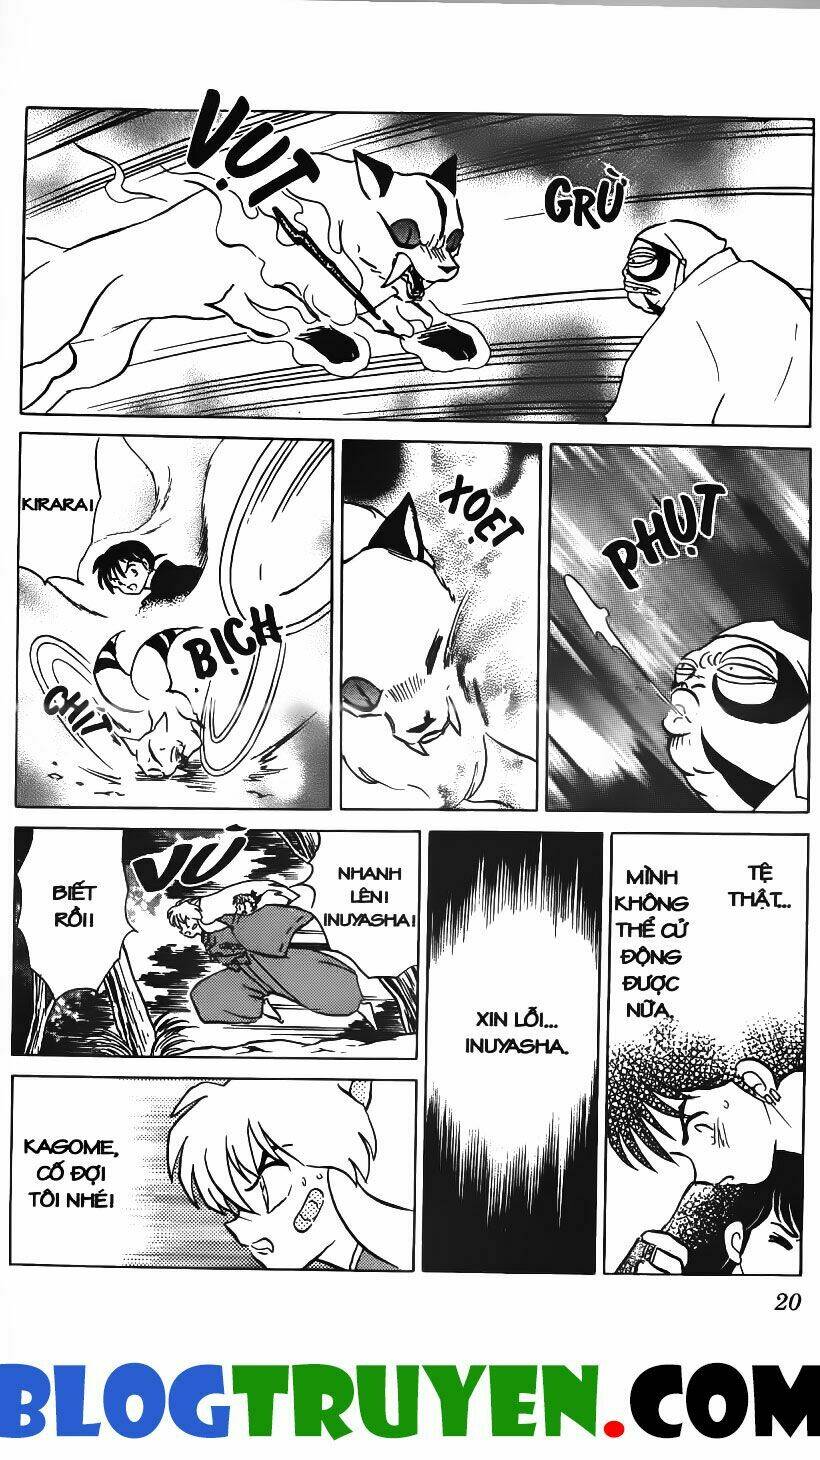 VỤT
GRỪ
PHỤT
XOẸT
KIRARA!
BỊCH
CHÍT
TỆ
THẬT...
MÌNH
KHÔNG
THỂ CỬ
ĐỘNG
ĐƯỢC
NỮA.
XIN LỖI...
INUYASHA.
NHANH
LÊN!
INUYASHA!
VÚ
BIẾT
RỒI!
KAGOME,
CỐ ĐỢI
TÔI NHÉ!
20
BLOGTRUYEN.COM